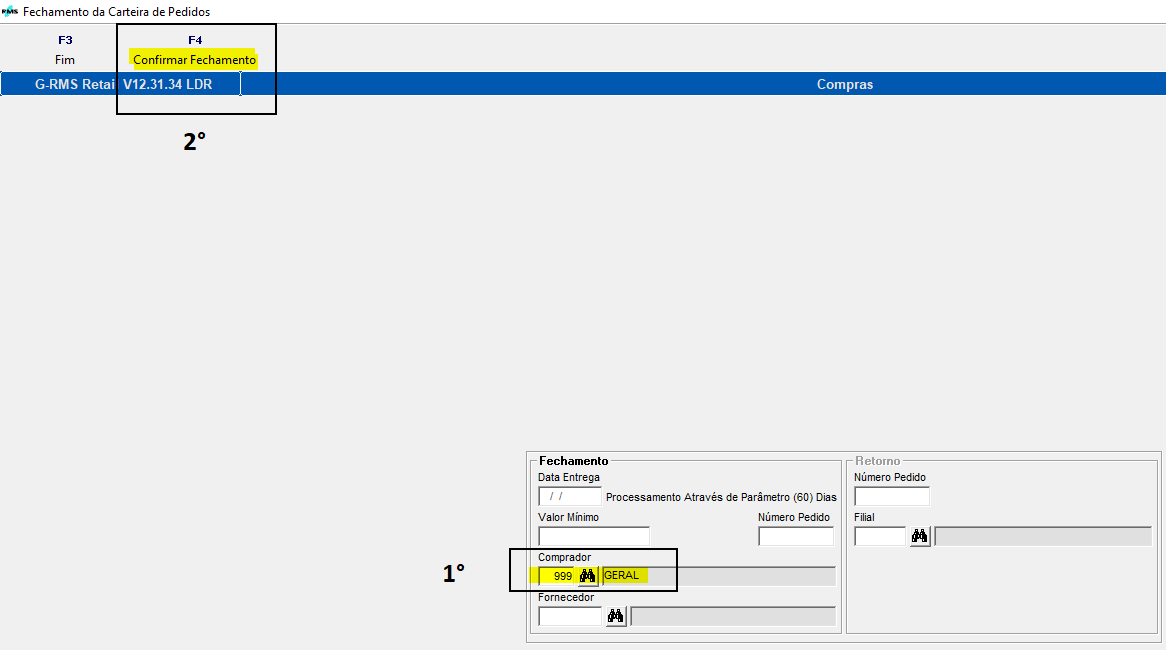 RMS Fechamento da Carteira de Pedidos
F3 F4
Fim Confirmar Fechamento
G-RMS Retail V12.31.34 LDR Compras
2°
Fechamento Retorno
Data Entrega Número Pedido
/ / Processamento Através de Parâmetro (60) Dias
Valor Mínimo Número Pedido Filial
Comprador
1° 999 GERAL
Fornecedor